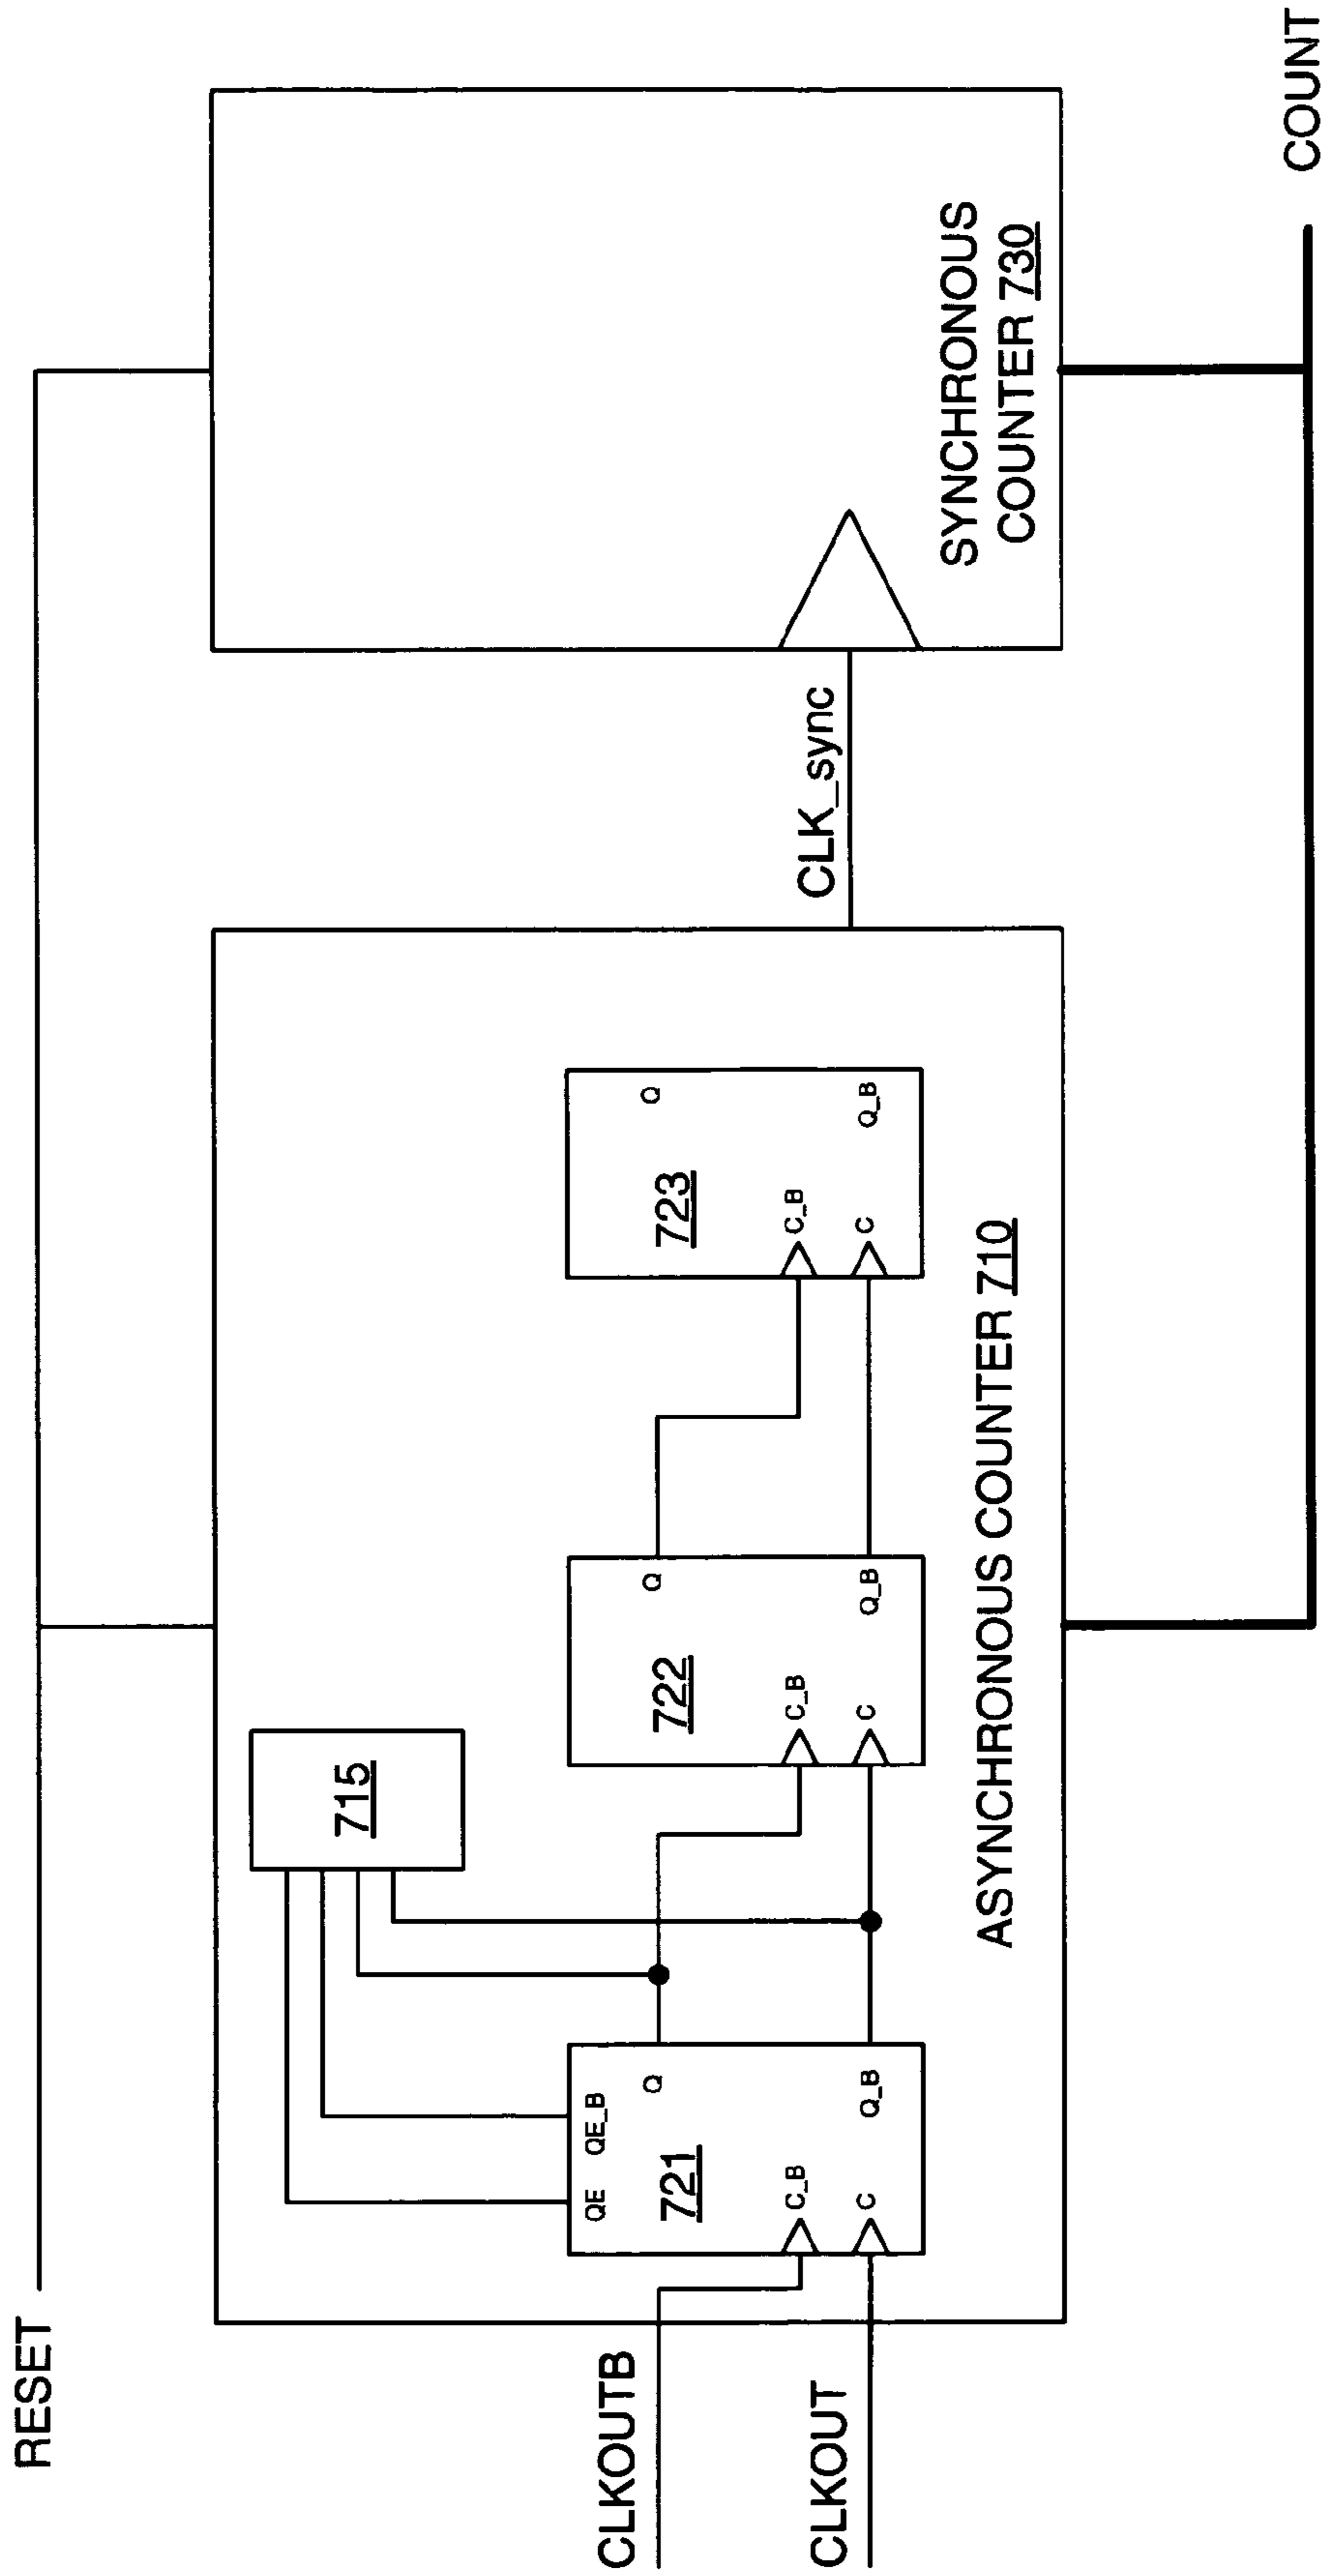 RESET
CLKOUTB
CLKOUT
715
QE
QE_B
721
Q
C_B
C
Q_B
722
Q
C_B
C
Q_B
723
Q
C_B
C
Q_B
ASYNCHRONOUS COUNTER 710
CLK_sync
SYNCHRONOUS
COUNTER 730
COUNT